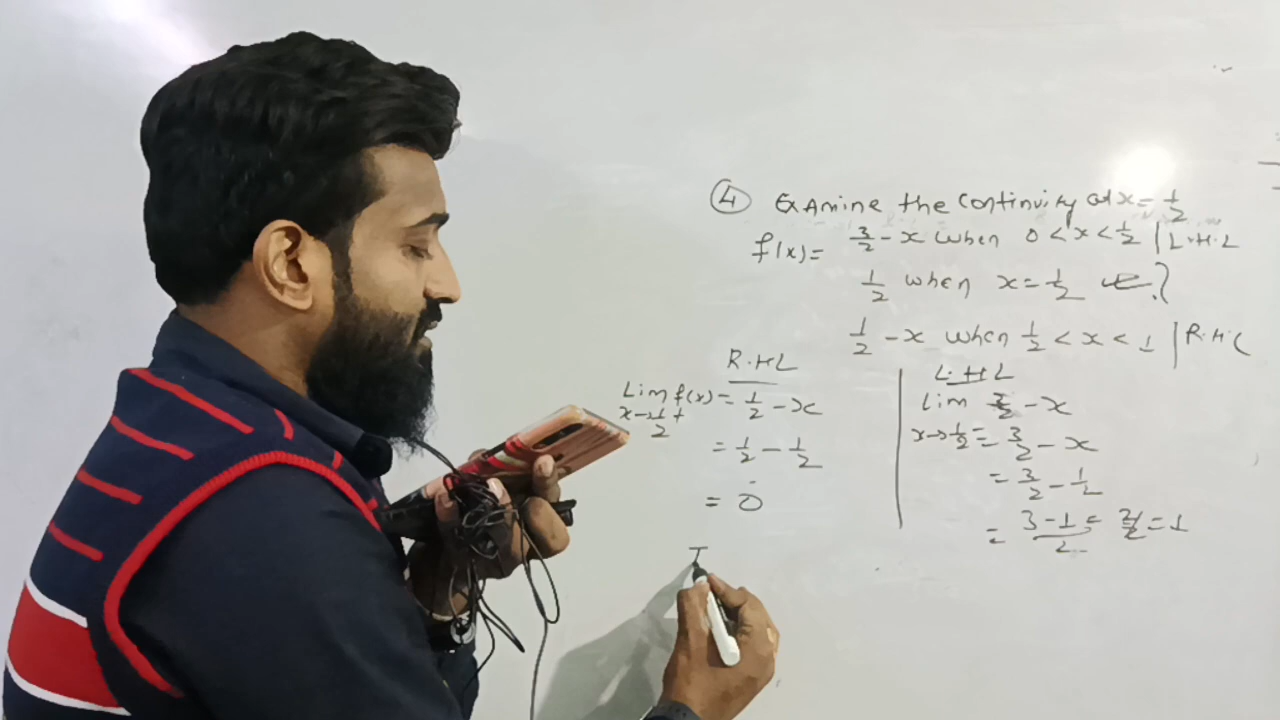 ④ Examine the continuity at x = 1/2
f(x) = 3/2 - x when 0 < x < 1/2 | L.H.L
1/2 when x = 1/2
1/2 - x when 1/2 < x < 1 | R.H.L
R.H.L
Lim x→1/2+ f(x) = 1/2 - x
= 1/2 - 1/2
= 0
L.H.L
Lim 3/2 - x
x→1/2 = 3/2 - x
= 3/2 - 1/2
= 3-1/2 = 2/2 = 1
I